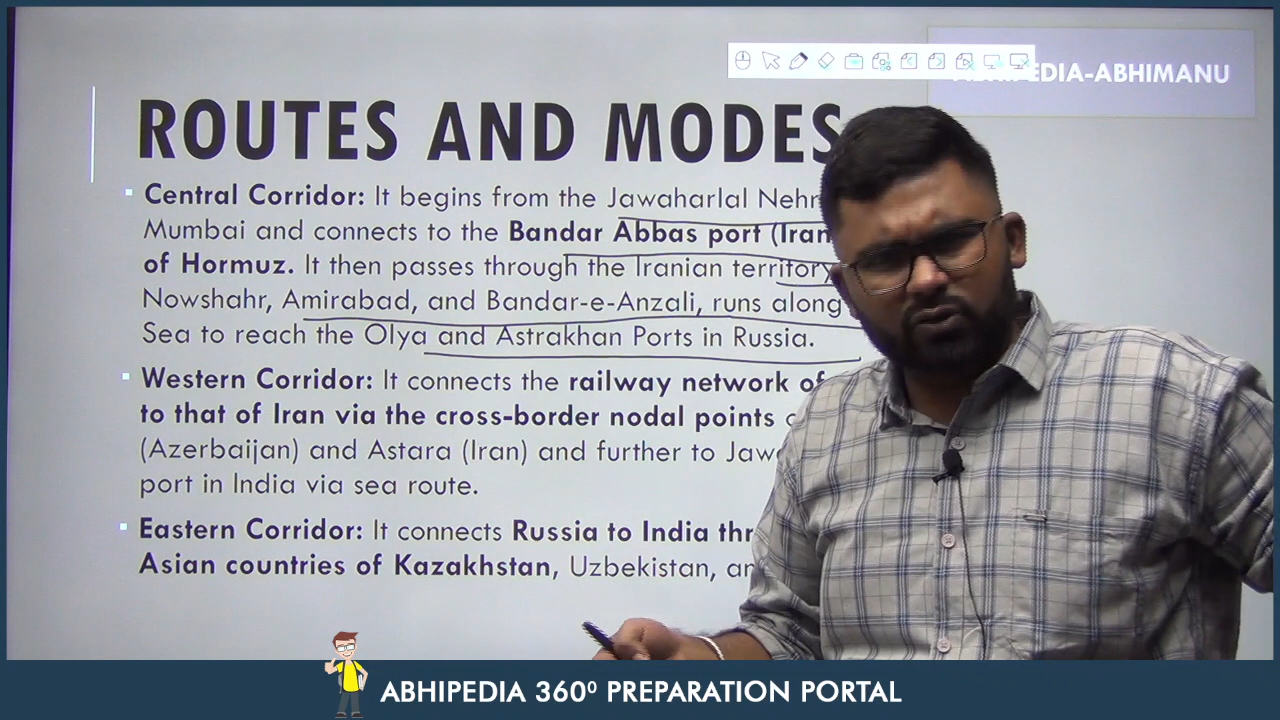 EDIA-ABHIMANU
ROUTES AND MODES
Central Corridor: It begins from the Jawaharlal
Mumbai and connects to the Bandar Abbas port (Iran
of Hormuz. It then passes through the Iranian territory
Nowshahr, Amirabad, and Bandar-e-Anzali, runs along
Sea to reach the Olya and Astrakhan Ports in Russia.
Western Corridor: It connects the railway network of
to that of Iran via the cross-border nodal points
(Azerbaijan) and Astara (Iran) and further to
port in India via sea route.
Eastern Corridor: It connects Russia to India
Asian countries of Kazakhstan, Uzbekistan,
ABHIPEDIA 360⁰ PREPARATION PORTAL